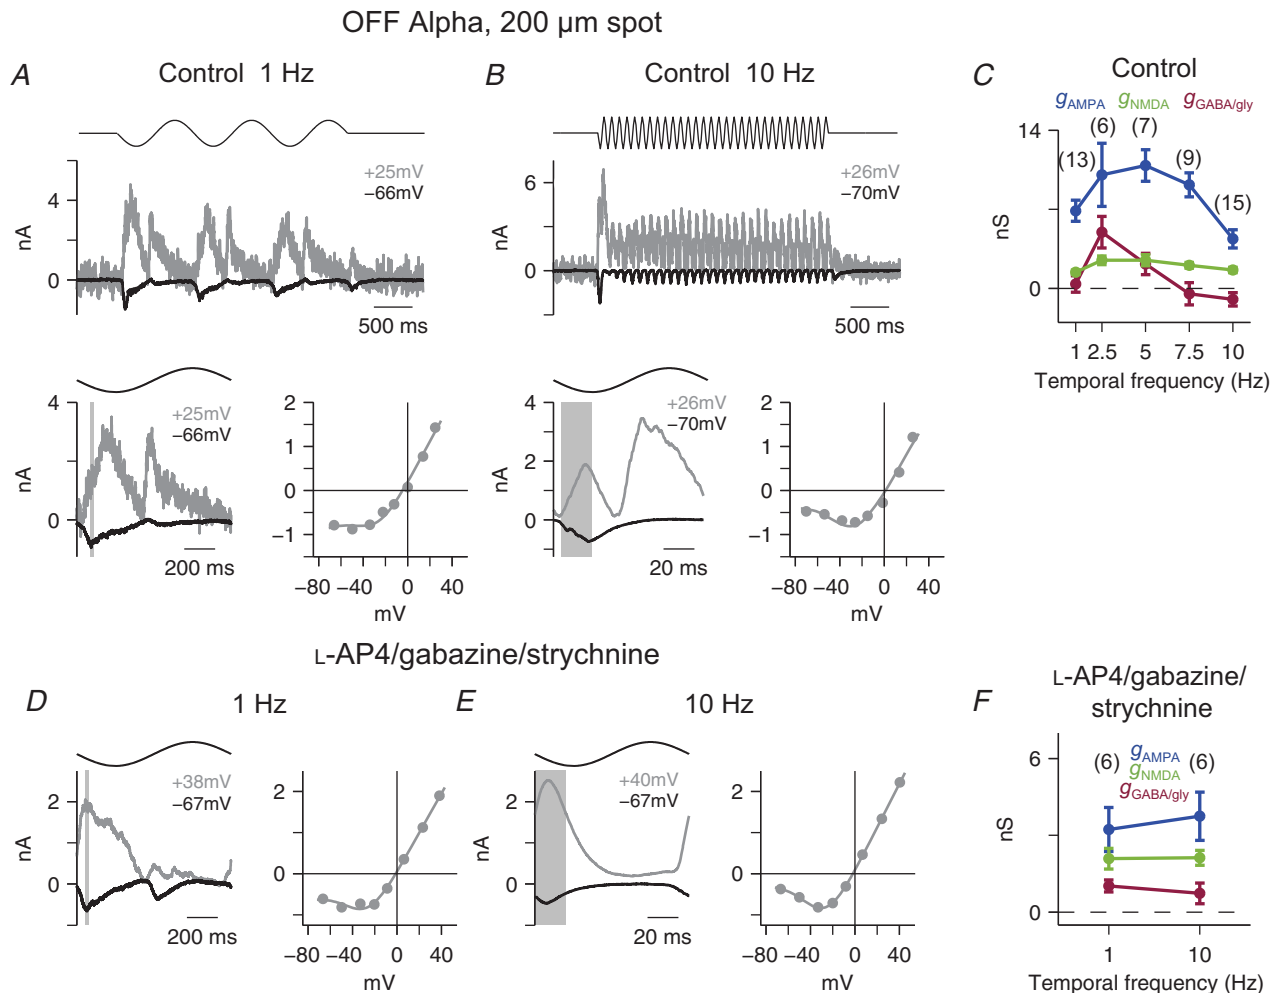 OFF Alpha, 200 µm spot
A
Control 1 Hz
+25mV
−66mV
4
0
nA
500 ms
4
2
0
nA
+25mV
−66mV
200 ms
2
1
0
−1
−80 −40 0 40
mV
B
Control 10 Hz
+26mV
−70mV
6
0
nA
500 ms
4
2
0
nA
+26mV
−70mV
20 ms
2
1
0
−1
−80 −40 0 40
mV
C
Control
gAMPA gNMDA gGABA/gly
14
0
nS
(13)
(6)
(7)
(9)
(15)
1 2.5 5 7.5 10
Temporal frequency (Hz)
L-AP4/gabazine/strychnine
D
1 Hz
+38mV
−67mV
2
0
nA
200 ms
2
0
−80 −40 0 40
mV
E
10 Hz
+40mV
−67mV
2
0
nA
20 ms
2
0
−80 −40 0 40
mV
F
L-AP4/gabazine/
strychnine
6
0
nS
(6)
gAMPA
gNMDA
gGABA/gly
(6)
1 10
Temporal frequency (Hz)